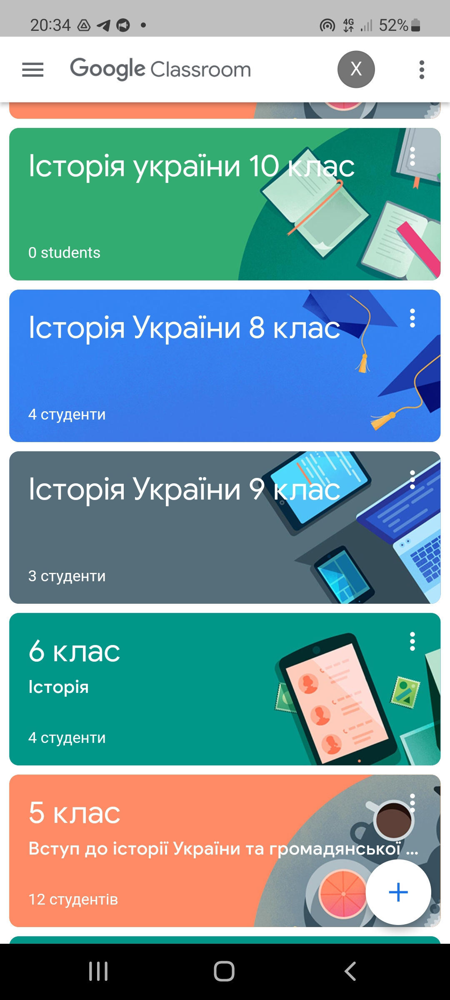 20:34
4G
52%
Google Classroom
X
Історія україни 10 клас
0 students
Історія України 8 клас
4 студенти
Історія України 9 клас
3 студенти
6 клас
Історія
4 студенти
5 клас
Вступ до історії України та громадянської ...
12 студентів